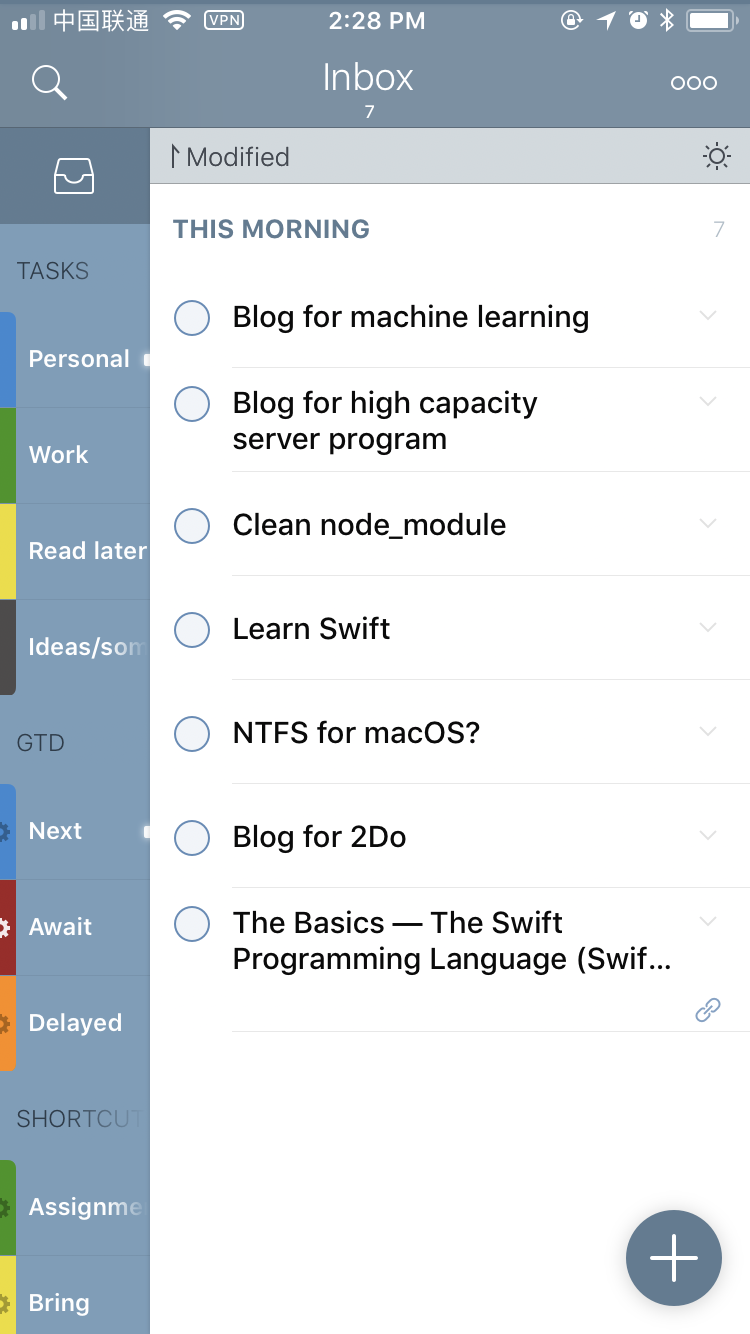 中国联通 VPN 2:28 PM
Inbox
7
Modified
THIS MORNING 7
Blog for machine learning
Blog for high capacity
server program
Clean node_module
Learn Swift
NTFS for macOS?
Blog for 2Do
The Basics — The Swift
Programming Language (Swif...
TASKS
Personal
Work
Read later
Ideas/som
GTD
Next
Await
Delayed
SHORTCUT
Assignme
Bring